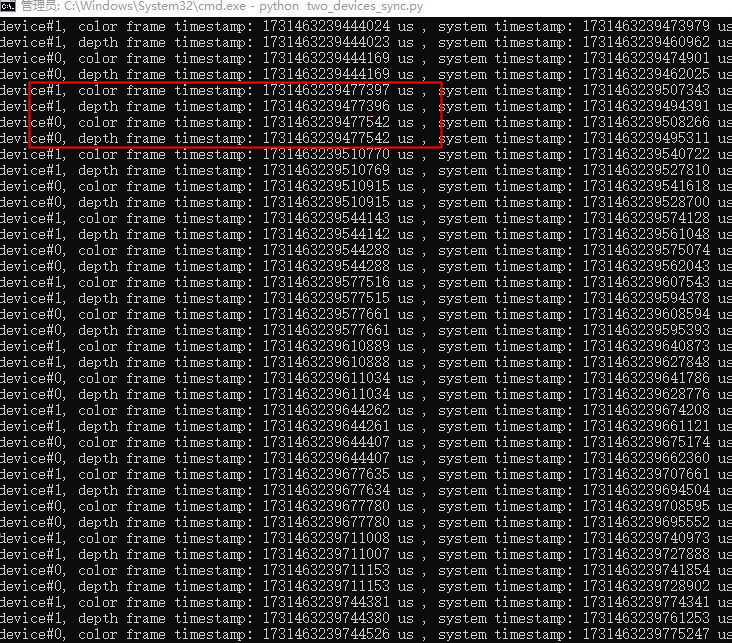 管理员: C:\Windows\System32\cmd.exe - python  two_devices_sync.py
device#1, color frame timestamp: 1731463239444024 us , system timestamp: 1731463239473979 us
device#1, depth frame timestamp: 1731463239444023 us , system timestamp: 1731463239460962 us
device#0, color frame timestamp: 1731463239444169 us , system timestamp: 1731463239474901 us
device#0, depth frame timestamp: 1731463239444169 us , system timestamp: 1731463239462025 us
device#1, color frame timestamp: 1731463239477397 us , system timestamp: 1731463239507343 us
device#1, depth frame timestamp: 1731463239477396 us , system timestamp: 1731463239494391 us
device#0, color frame timestamp: 1731463239477542 us , system timestamp: 1731463239508266 us
device#0, depth frame timestamp: 1731463239477542 us , system timestamp: 1731463239495311 us
device#1, color frame timestamp: 1731463239510770 us , system timestamp: 1731463239540722 us
device#1, depth frame timestamp: 1731463239510769 us , system timestamp: 1731463239527810 us
device#0, color frame timestamp: 1731463239510915 us , system timestamp: 1731463239541618 us
device#0, depth frame timestamp: 1731463239510915 us , system timestamp: 1731463239528700 us
device#1, color frame timestamp: 1731463239544143 us , system timestamp: 1731463239574128 us
device#1, depth frame timestamp: 1731463239544142 us , system timestamp: 1731463239561048 us
device#0, color frame timestamp: 1731463239544288 us , system timestamp: 1731463239575074 us
device#0, depth frame timestamp: 1731463239544288 us , system timestamp: 1731463239562043 us
device#1, color frame timestamp: 1731463239577516 us , system timestamp: 1731463239607543 us
device#1, depth frame timestamp: 1731463239577515 us , system timestamp: 1731463239594378 us
device#0, color frame timestamp: 1731463239577661 us , system timestamp: 1731463239608594 us
device#0, depth frame timestamp: 1731463239577661 us , system timestamp: 1731463239595393 us
device#1, color frame timestamp: 1731463239610889 us , system timestamp: 1731463239640873 us
device#1, depth frame timestamp: 1731463239610888 us , system timestamp: 1731463239627848 us
device#0, color frame timestamp: 1731463239611034 us , system timestamp: 1731463239641786 us
device#0, depth frame timestamp: 1731463239611034 us , system timestamp: 1731463239628776 us
device#1, color frame timestamp: 1731463239644262 us , system timestamp: 1731463239674208 us
device#1, depth frame timestamp: 1731463239644261 us , system timestamp: 1731463239661121 us
device#0, color frame timestamp: 1731463239644407 us , system timestamp: 1731463239675174 us
device#0, depth frame timestamp: 1731463239644407 us , system timestamp: 1731463239662360 us
device#1, color frame timestamp: 1731463239677635 us , system timestamp: 1731463239707661 us
device#1, depth frame timestamp: 1731463239677634 us , system timestamp: 1731463239694504 us
device#0, color frame timestamp: 1731463239677780 us , system timestamp: 1731463239708595 us
device#0, depth frame timestamp: 1731463239677780 us , system timestamp: 1731463239695552 us
device#1, color frame timestamp: 1731463239711008 us , system timestamp: 1731463239740973 us
device#1, depth frame timestamp: 1731463239711007 us , system timestamp: 1731463239727888 us
device#0, color frame timestamp: 1731463239711153 us , system timestamp: 1731463239741854 us
device#0, depth frame timestamp: 1731463239711153 us , system timestamp: 1731463239728902 us
device#1, color frame timestamp: 1731463239744381 us , system timestamp: 1731463239774341 us
device#1, depth frame timestamp: 1731463239744380 us , system timestamp: 1731463239761253 us
device#0, color frame timestamp: 1731463239744526 us , system timestamp: 1731463239775247 us